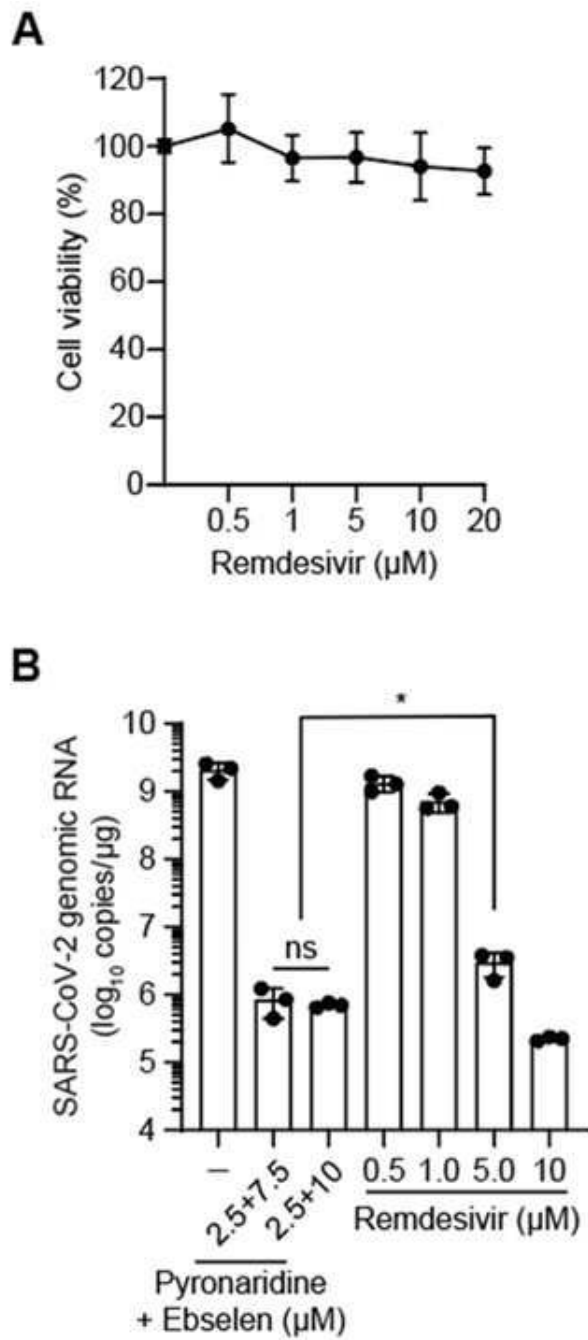 A
Cell viability (%)
120
100
80
60
40
20
0
0.5 1 5 10 20
Remdesivir (µM)
B
SARS-CoV-2 genomic RNA
(log10 copies/µg)
10
9
8
7
6
5
4
*
ns
– 2.5+7.5 2.5+10 0.5 1.0 5.0 10
Remdesivir (µM)
Pyronaridine
+ Ebselen (µM)